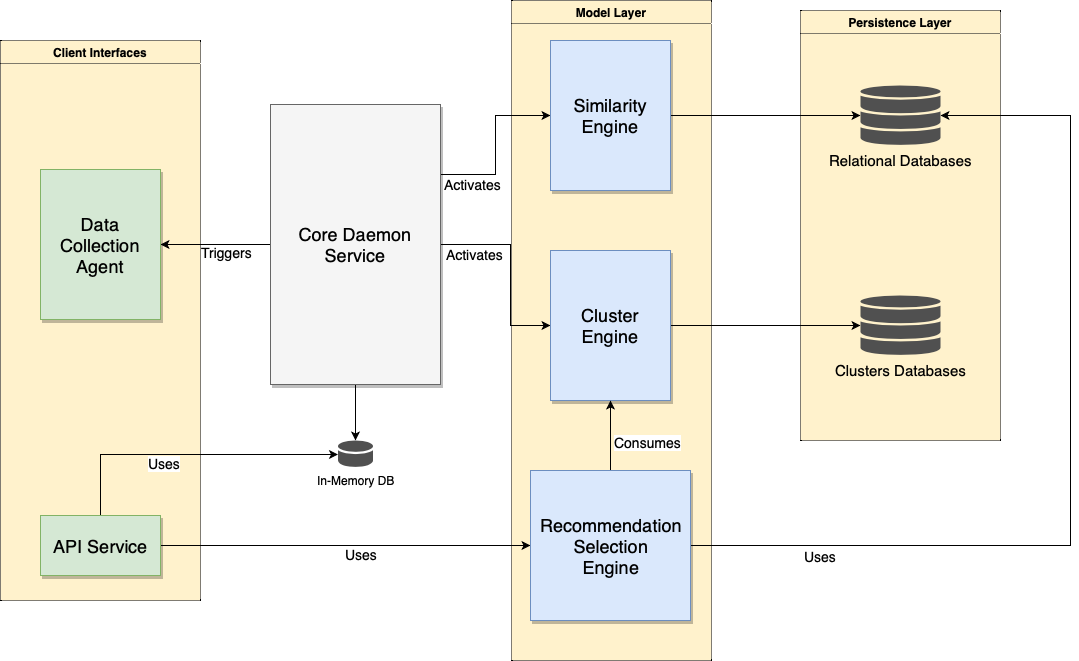 Client Interfaces
Data
Collection
Agent
API Service
Triggers
Uses
Core Daemon
Service
In-Memory DB
Uses
Activates
Activates
Model Layer
Similarity
Engine
Cluster
Engine
Consumes
Recommendation
Selection
Engine
Uses
Persistence Layer
Relational Databases
Clusters Databases